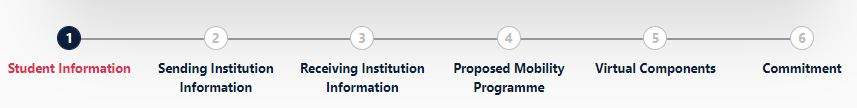 1 2 3 4 5 6
Student Information Sending Institution Receiving Institution Proposed Mobility Virtual Components Commitment
Information Information Programme